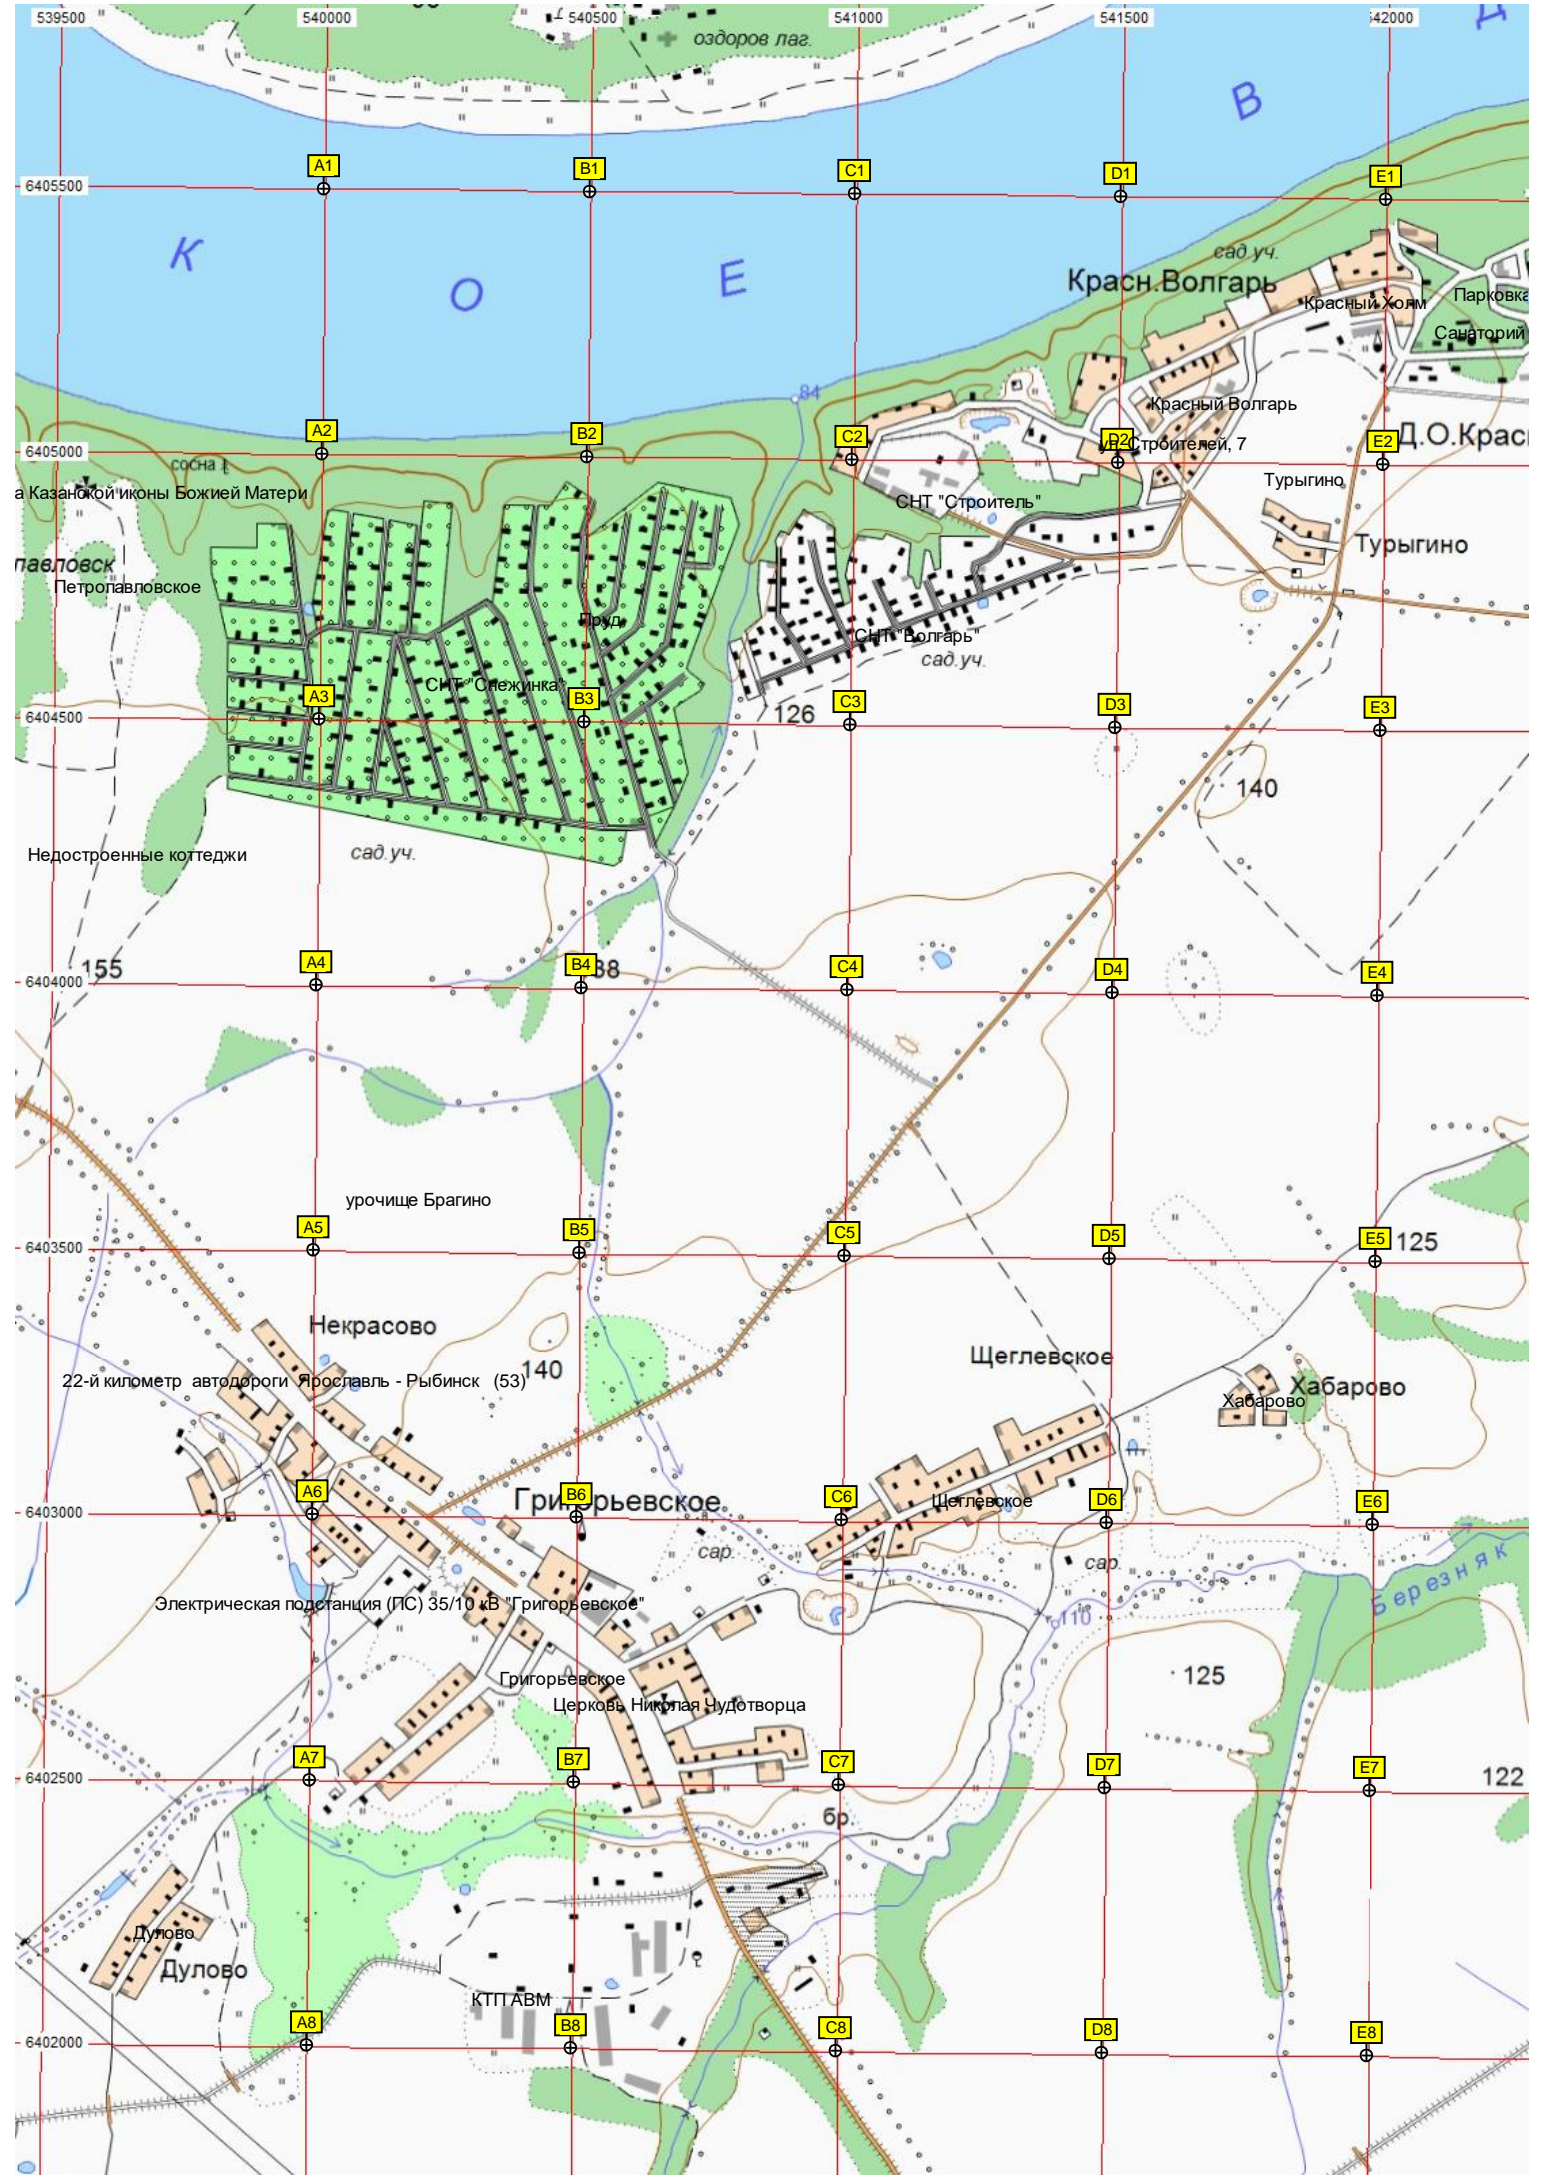 539500 540000 540500 541000 541500 542000
оздоров лаг.
В
A1 B1 C1 D1 E1
6405500
К О Е
сад.уч.
Красн.Волгарь
Красный Холм
Парковка
Санаторий
84
Красный Волгарь
A2 B2 C2 D2 E2
ул. Строителей, 7
6405000
сосна
а Казанской иконы Божией Матери
СНТ "Строитель"
Турыгино
Турыгино
павловск
Петропавловское
Пруд
СНТ "Волгарь"
сад.уч.
СНТ "Снежинка"
A3 B3 C3 D3 E3
6404500
126
140
Недостроенные коттеджи
сад.уч.
A4 B4 C4 D4 E4
155
38
6404000
урочище Брагино
A5 B5 C5 D5 E5
6403500
125
Некрасово
140
Щеглевское
22-й километр автодороги Ярославль - Рыбинск (53)
Хабарово
Хабарово
A6 B6 C6 D6 E6
Григорьевское
Щеглевское
6403000
сар.
сар.
Березняк
Электрическая подстанция (ПС) 35/10 кВ "Григорьевское"
110
125
Григорьевское
Церковь Николая Чудотворца
A7 B7 C7 D7 E7
6402500
122
бр.
Дулово
Дулово
КТП АВМ
A8 B8 C8 D8 E8
6402000